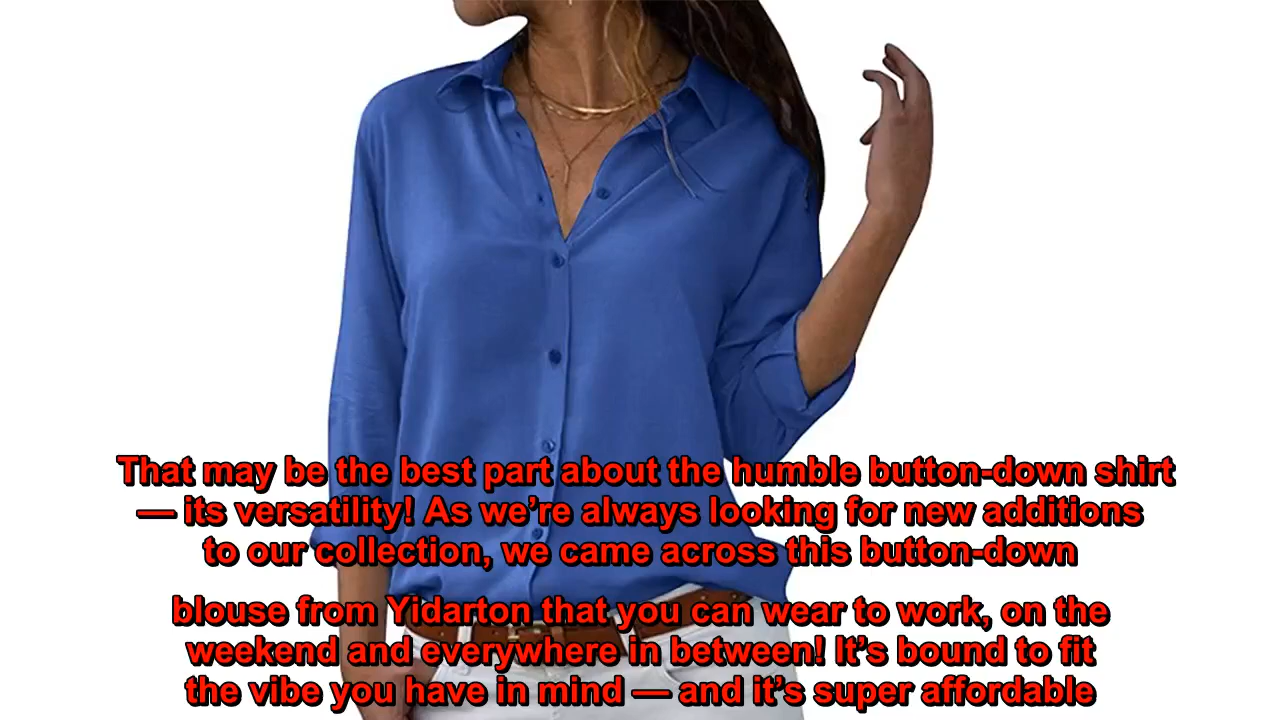 That may be the best part about the humble button-down shirt
— its versatility! As we’re always looking for new additions
to our collection, we came across this button-down
blouse from Yidarton that you can wear to work, on the
weekend and everywhere in between! It’s bound to fit
the vibe you have in mind — and it’s super affordable